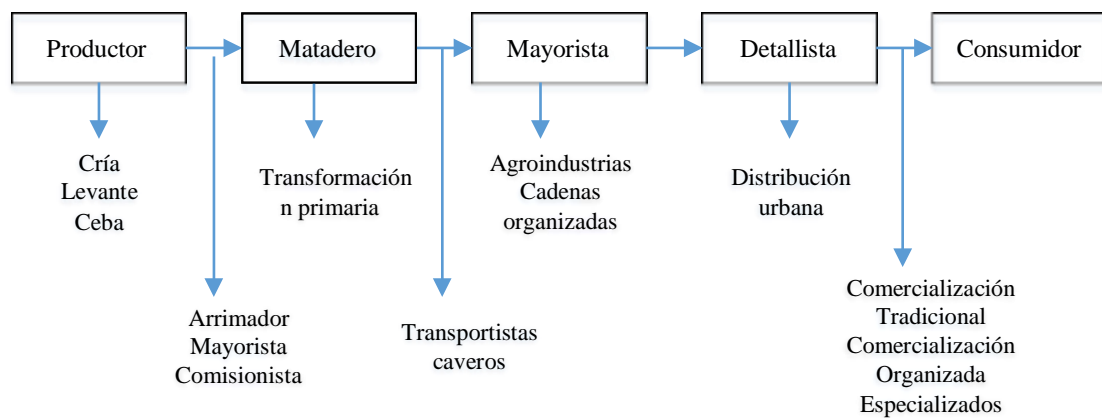 Productor
Matadero
Mayorista
Detallista
Consumidor
Cría
Levante
Ceba
Transformación
n primaria
Agroindustrias
Cadenas
organizadas
Distribución
urbana
Arrimador
Mayorista
Comisionista
Transportistas
caveros
Comercialización
Tradicional
Comercialización
Organizada
Especializados